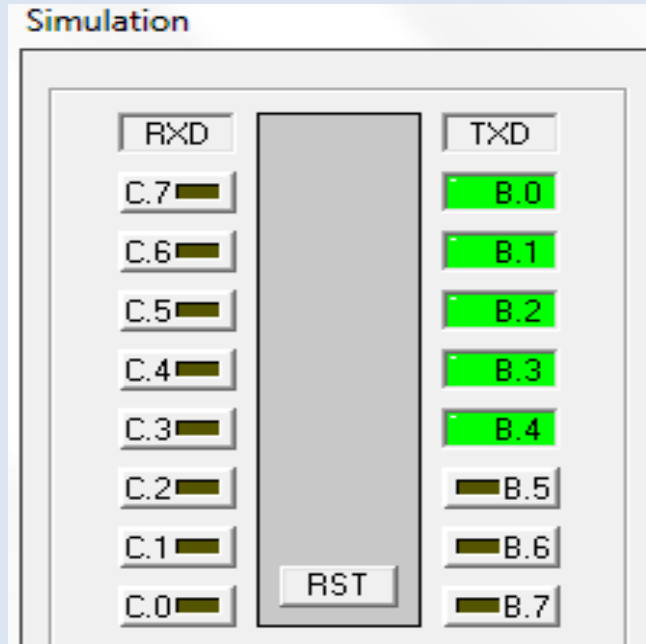 Simulation
RXD TXD
C.7 B.0
C.6 B.1
C.5 B.2
C.4 B.3
C.3 B.4
C.2 B.5
C.1 B.6
RST
C.0 B.7